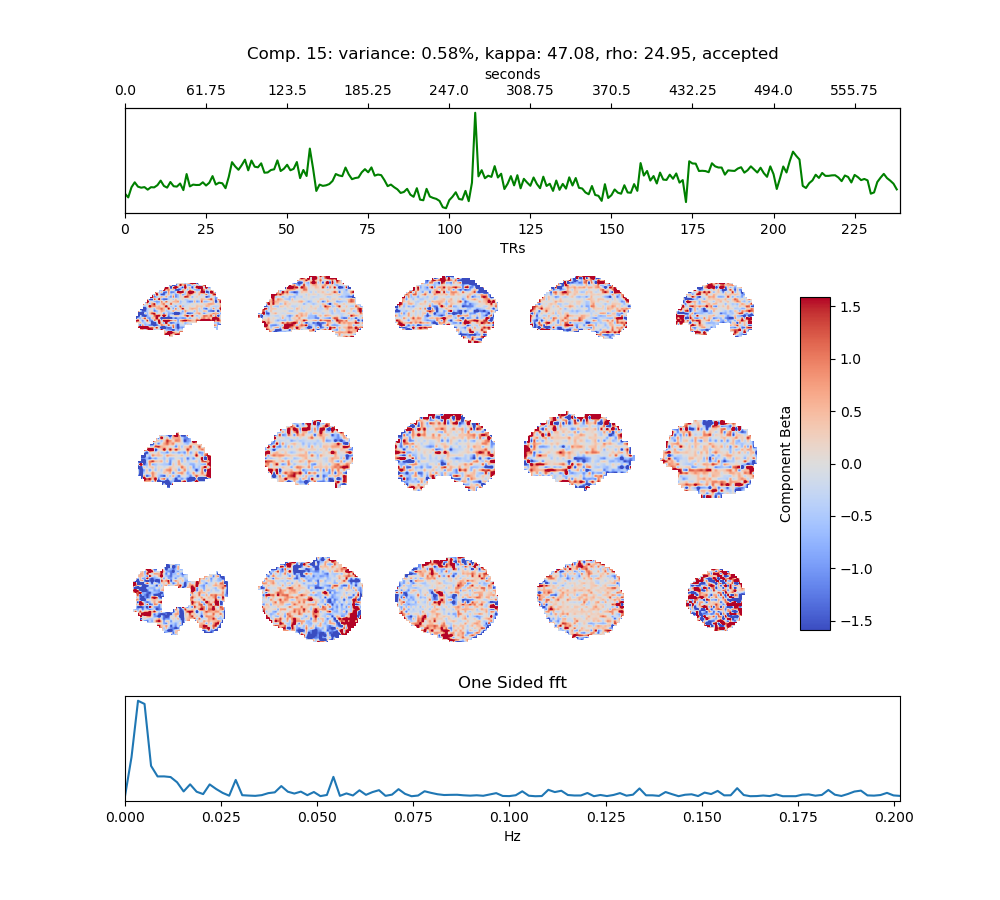 Comp. 15: variance: 0.58%, kappa: 47.08, rho: 24.95, accepted
seconds
0.0 61.75 123.5 185.25 247.0 308.75 370.5 432.25 494.0 555.75
0 25 50 75 100 125 150 175 200 225
TRs
1.5
1.0
0.5
0.0
−0.5
−1.0
−1.5
Component Beta
One Sided fft
0.000 0.025 0.050 0.075 0.100 0.125 0.150 0.175 0.200
Hz